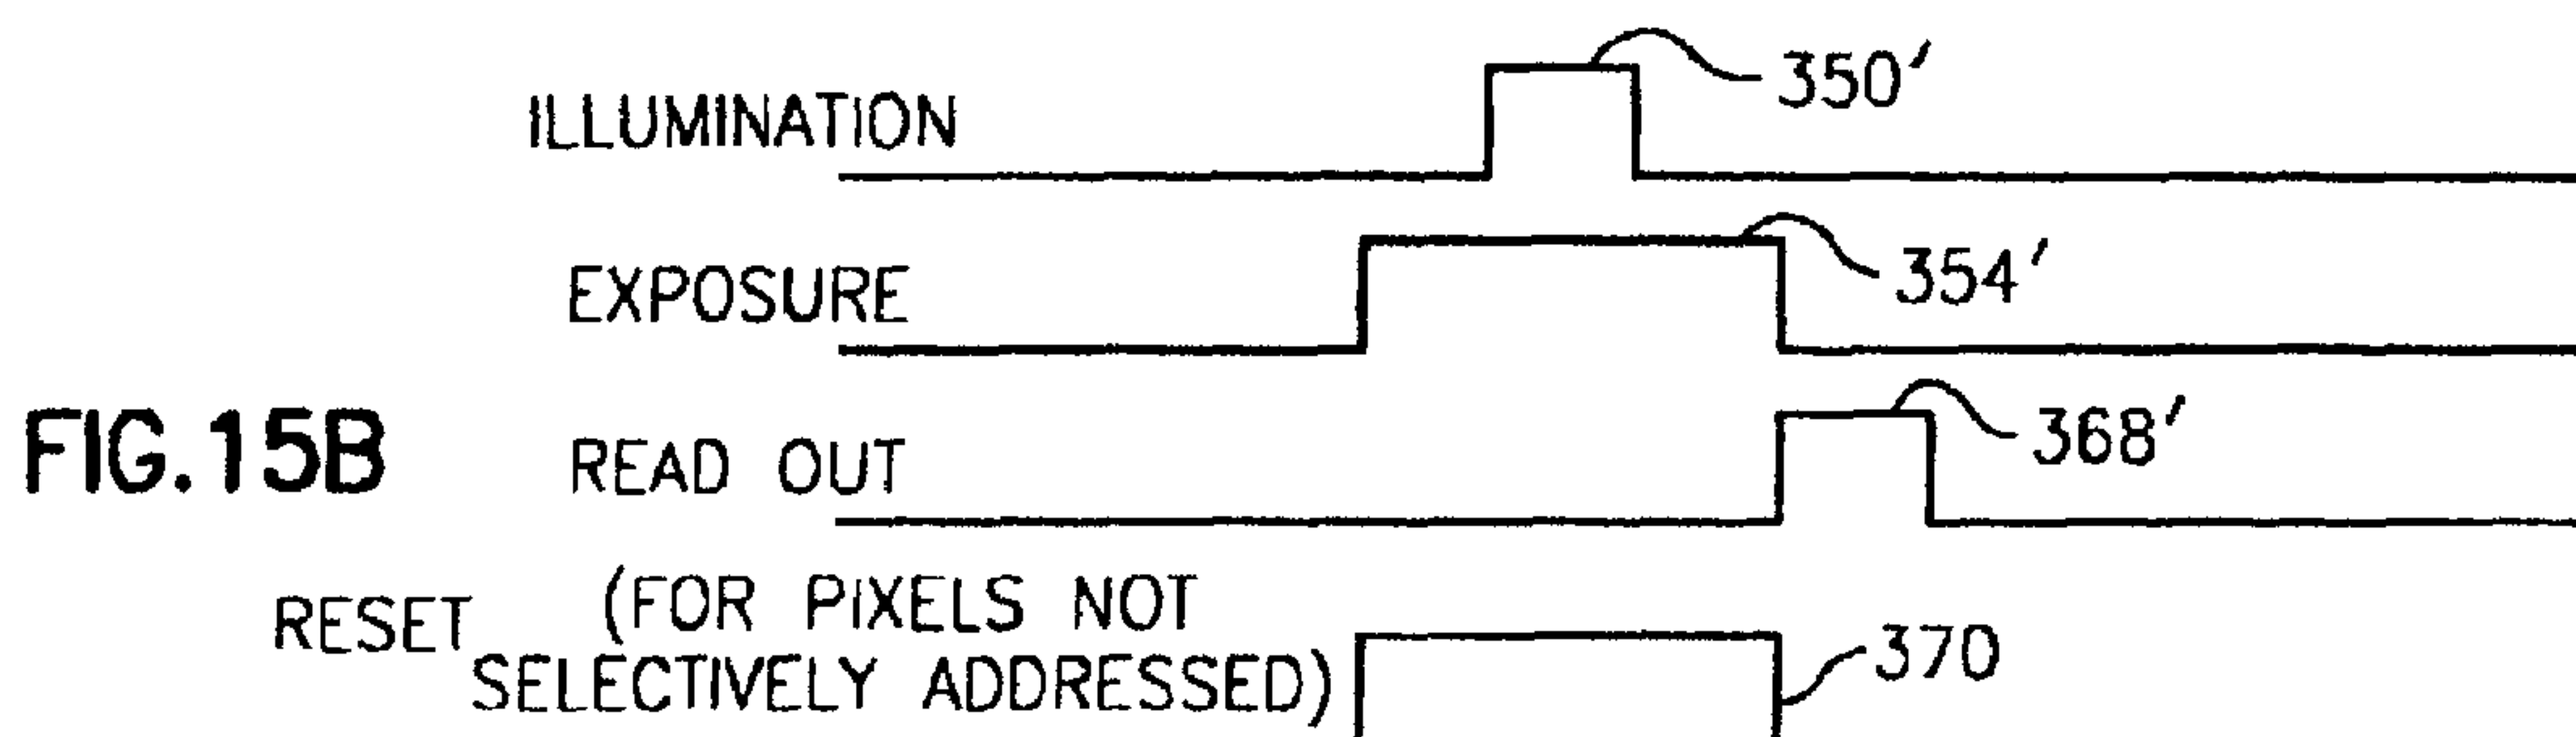 350′
ILLUMINATION
354′
EXPOSURE
368′
FIG.15B
READ OUT
RESET (FOR PIXELS NOT
SELECTIVELY ADDRESSED)
370